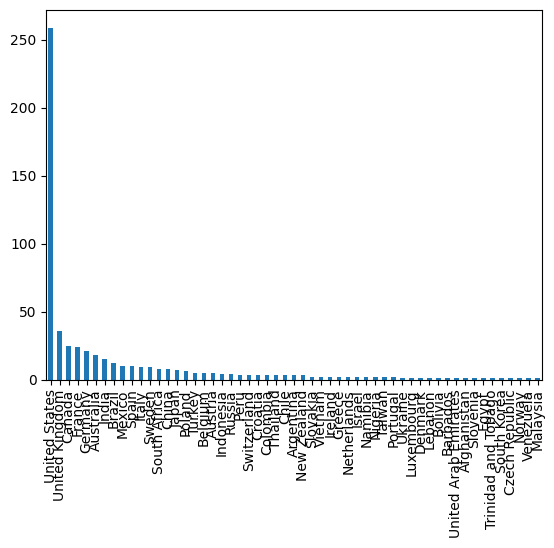 250
200
150
100
50
0
United States
United Kingdom
Canada
France
Germany
Australia
India
Brazil
Mexico
Spain
Italy
Sweden
South Africa
China
Japan
Poland
Turkey
Belgium
Austria
Indonesia
Russia
Peru
Switzerland
Croatia
Colombia
Thailand
Chile
Argentina
New Zealand
Slovakia
Vietnam
Ireland
Greece
Netherlands
Israel
Namibia
Nigeria
Taiwan
Portugal
Ukraine
Luxembourg
Denmark
Lebanon
Bolivia
Barbados
United Arab Emirates
Afghanistan
Slovenia
Trinidad and Tobago
Egypt
South Korea
Czech Republic
Norway
Venezuela
Malaysia